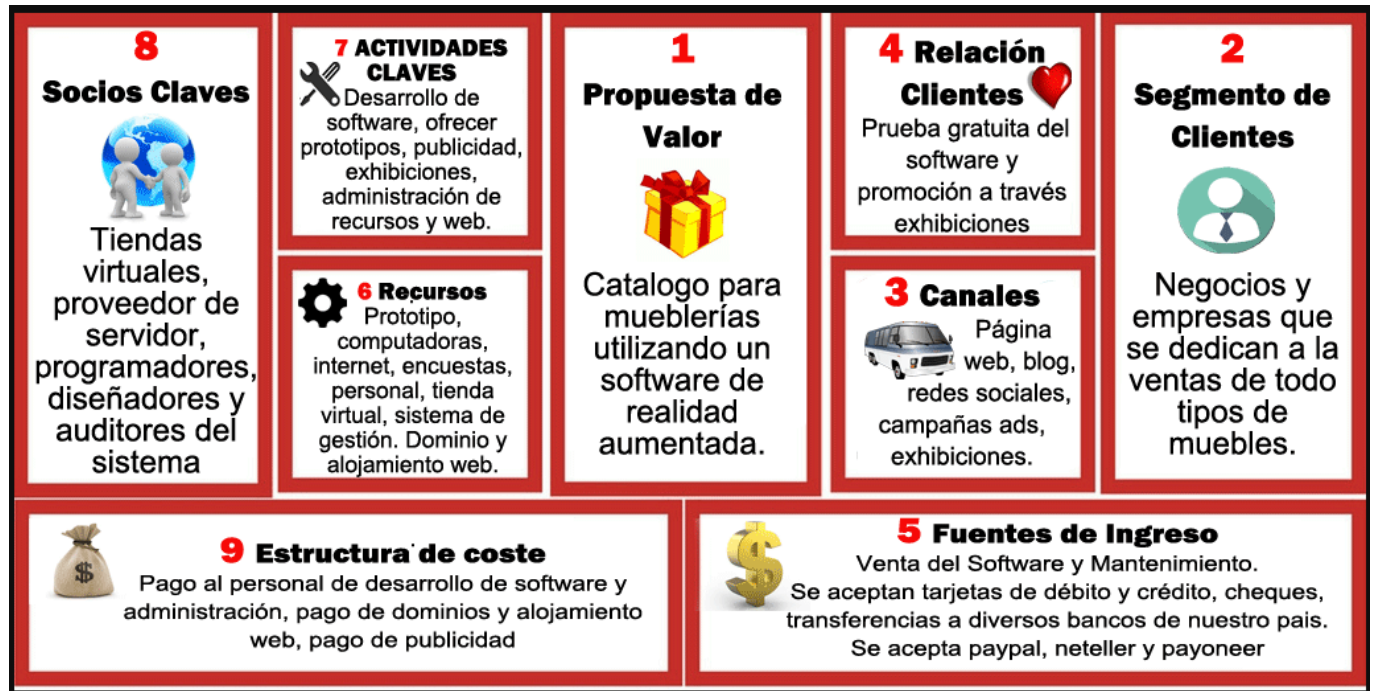 8
Socios Claves
Tiendas
virtuales,
proveedor de
servidor,
programadores,
diseñadores y
auditores del
sistema
7 ACTIVIDADES
CLAVES
Desarrollo de
software, ofrecer
prototipos, publicidad,
exhibiciones,
administración de
recursos y web.
6 Recursos
Prototipo,
computadoras,
internet, encuestas,
personal, tienda
virtual, sistema de
gestión. Dominio y
alojamiento web.
1
Propuesta de
Valor
Catalogo para
mueblerías
utilizando un
software de
realidad
aumentada.
4 Relación
Clientes
Prueba gratuita del
software y
promoción a través
exhibiciones
3 Canales
Página
web, blog,
redes sociales,
campañas ads,
exhibiciones.
2
Segmento de
Clientes
Negocios y
empresas que
se dedican a la
ventas de todo
tipos de
muebles.
9 Estructura de coste
$
Pago al personal de desarrollo de software y
administración, pago de dominios y alojamiento
web, pago de publicidad
$
5 Fuentes de Ingreso
Venta del Software y Mantenimiento.
Se aceptan tarjetas de débito y crédito, cheques,
transferencias a diversos bancos de nuestro pais.
Se acepta paypal, neteller y payoneer